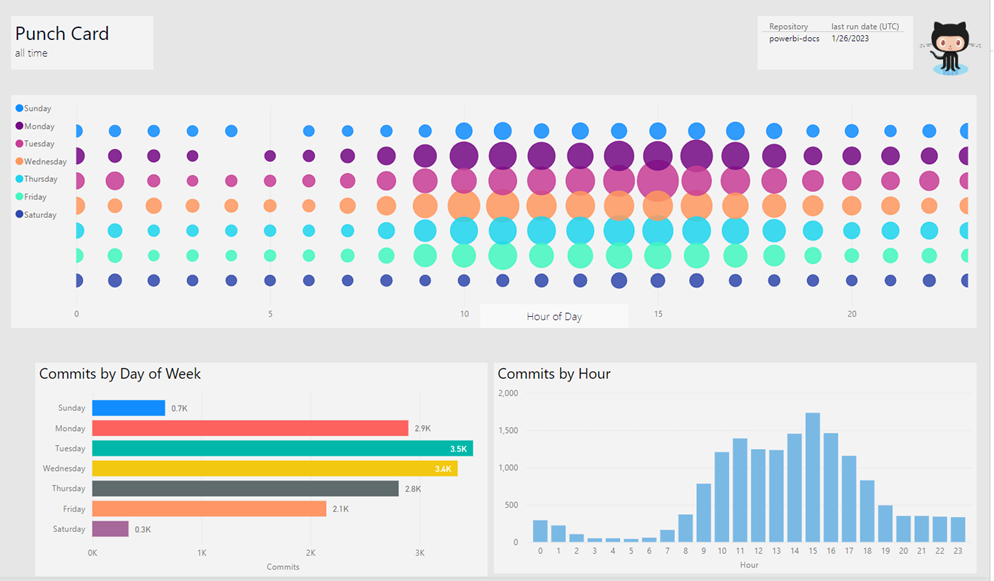 Punch Card
all time
Repository last run date (UTC)
powerbi-docs 1/26/2023
Sunday
Monday
Tuesday
Wednesday
Thursday
Friday
Saturday
0 5 10 15 20
Hour of Day
Commits by Day of Week
Sunday 0.7K
Monday 2.9K
Tuesday 3.5K
Wednesday 3.4K
Thursday 2.8K
Friday 2.1K
Saturday 0.3K
0K 1K 2K 3K
Commits
Commits by Hour
2,000
1,500
1,000
500
0
0 1 2 3 4 5 6 7 8 9 10 11 12 13 14 15 16 17 18 19 20 21 22 23
Hour